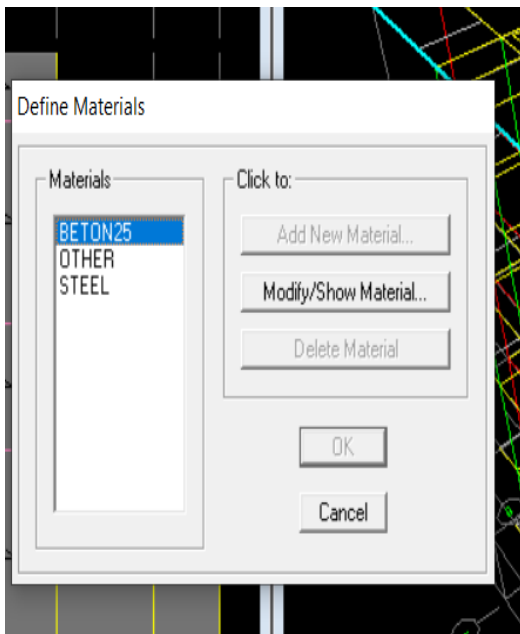 Define Materials
Materials
BETON25
OTHER
STEEL
Click to:
Add New Material...
Modify/Show Material...
Delete Material
OK
Cancel